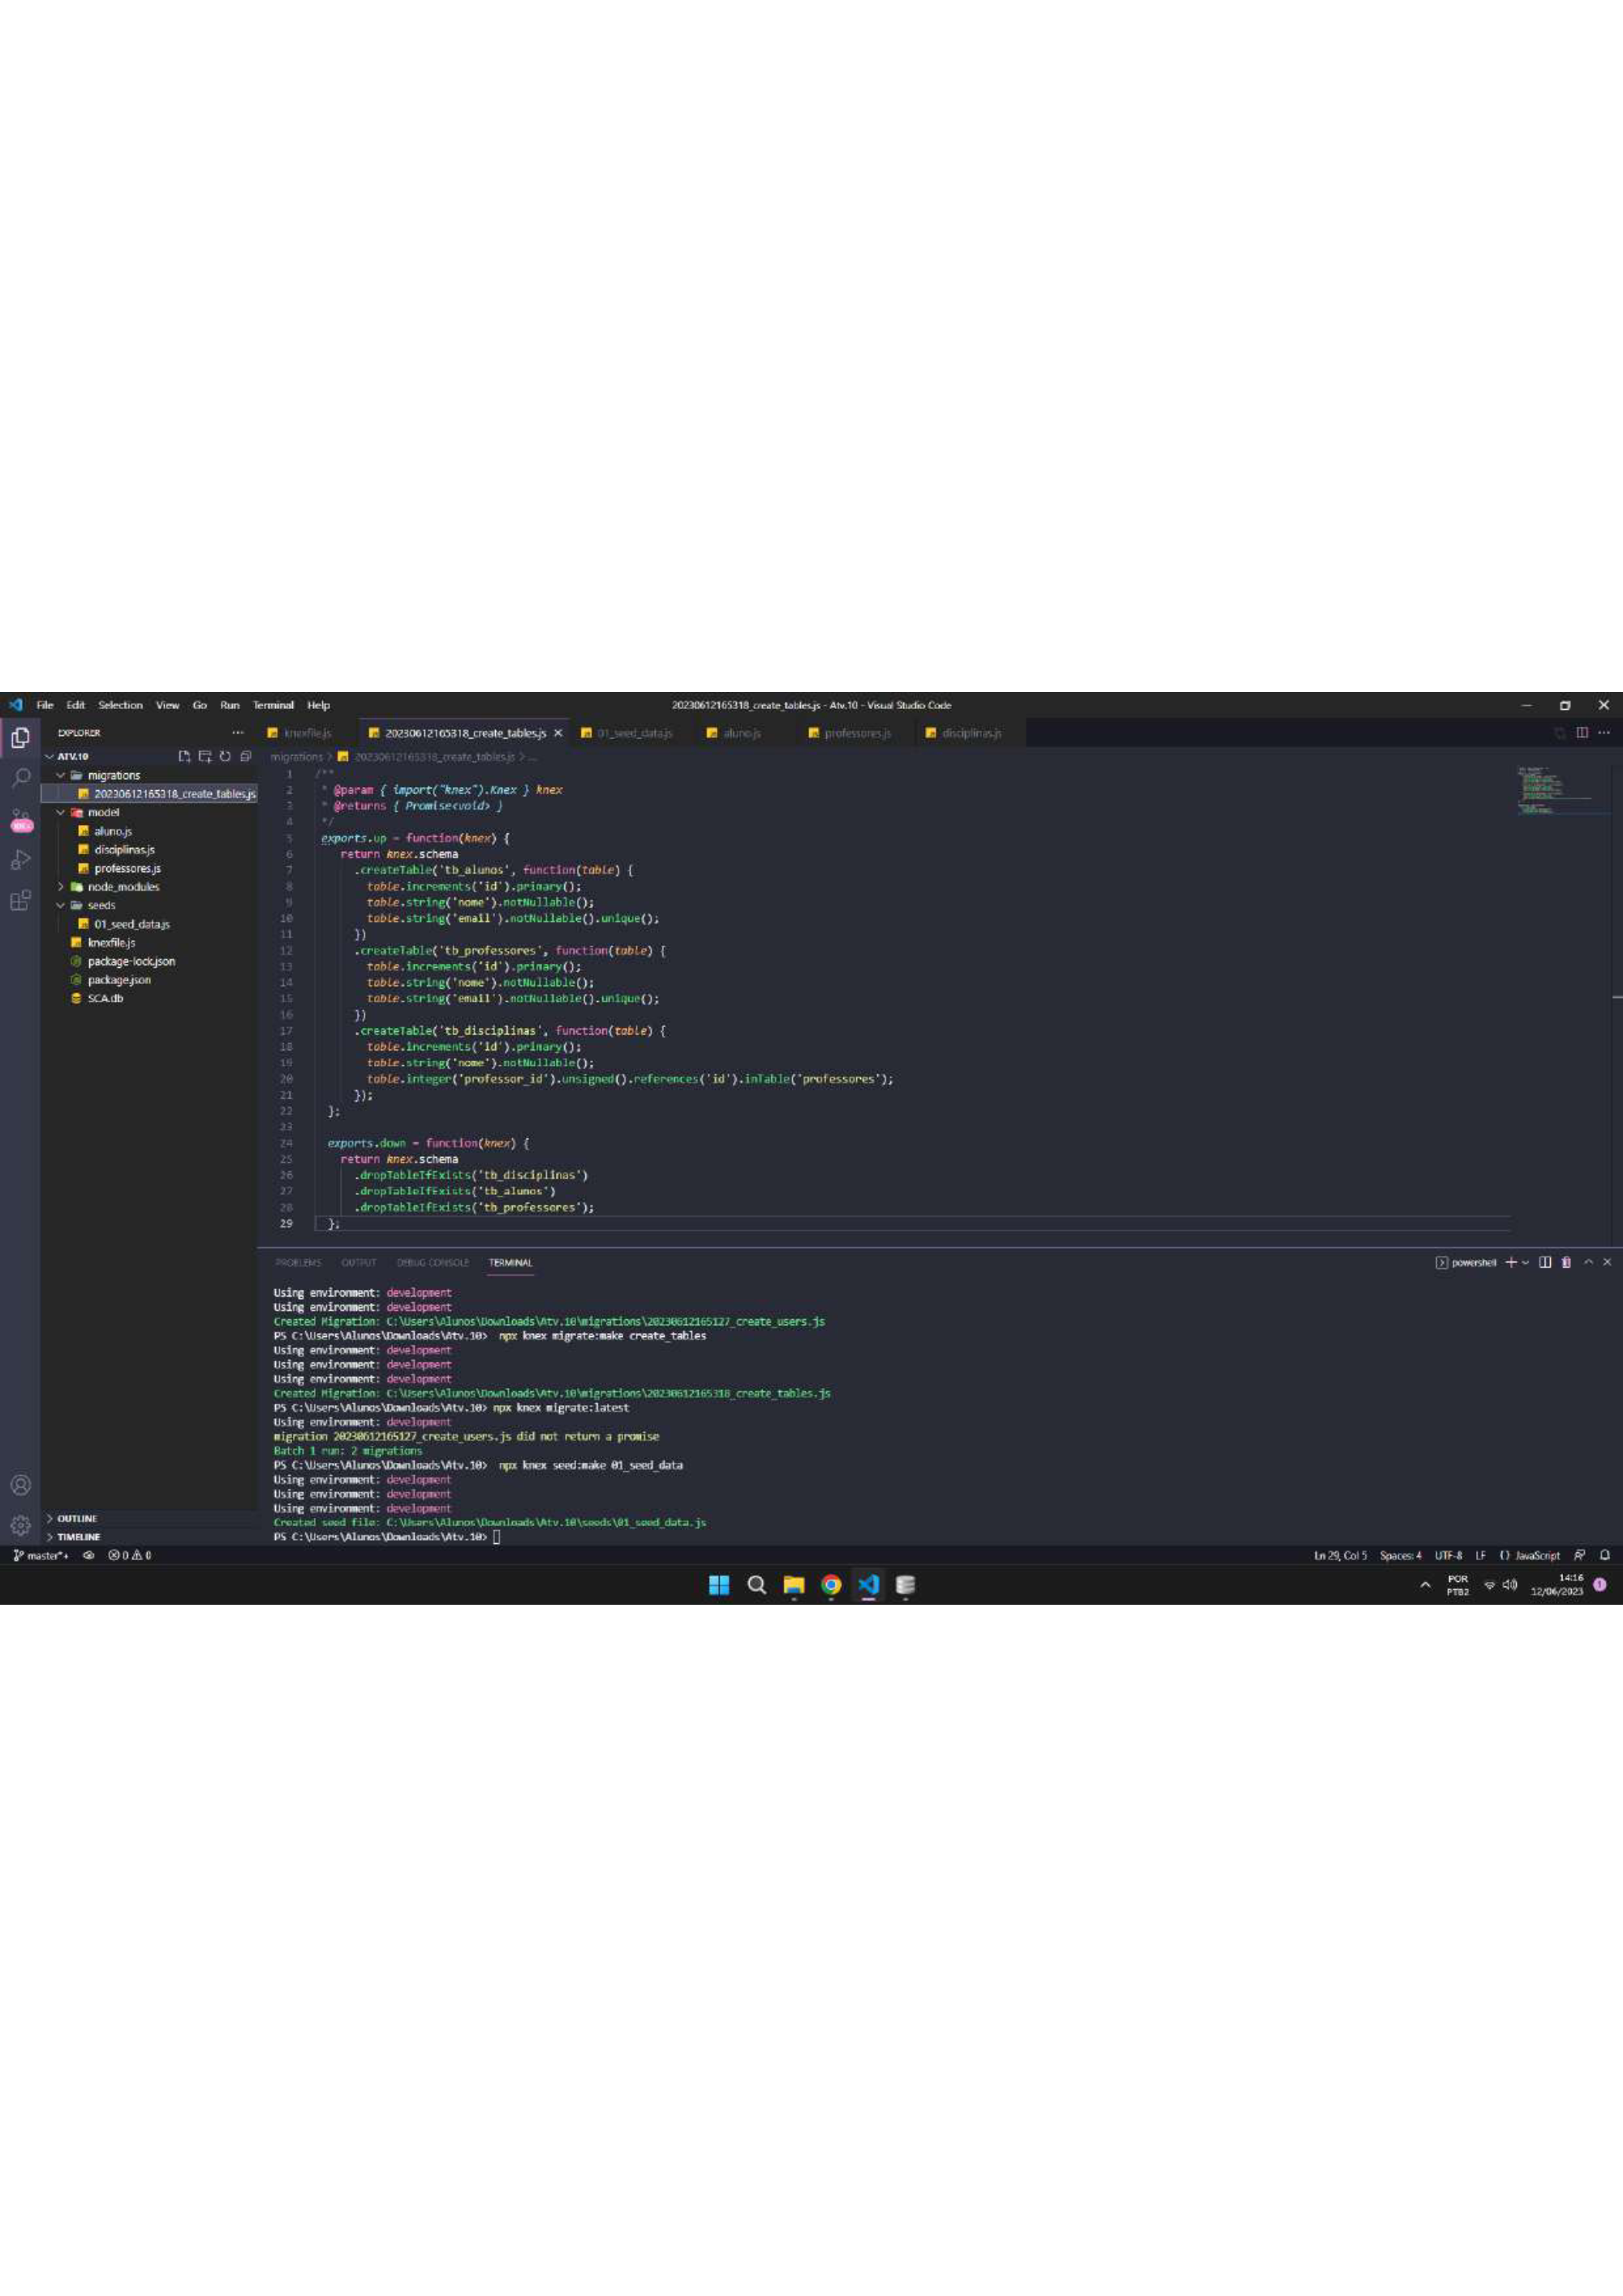 File Edit Selection View Go Run Terminal Help
20230612165318_create_tables.js - Atv.10 - Visual Studio Code
EXPLORER
ATV.10
migrations
20230612165318_create_tables.js
model
aluno.js
disciplinas.js
professores.js
node_modules
seeds
01_seed_data.js
knexfile.js
package-lock.json
package.json
SCA.db
OUTLINE
TIMELINE
knexfile.js 20230612165318_create_tables.js 01_seed_data.js aluno.js professores.js disciplinas.js
migrations > 20230612165318_create_tables.js > ...
1 /**
2 * @param { import("knex").Knex } knex
3 * @returns { Promise<void> }
4 */
5 exports.up = function(knex) {
6 return knex.schema
7 .createTable('tb_alunos', function(table) {
8 table.increments('id').primary();
9 table.string('nome').notNullable();
10 table.string('email').notNullable().unique();
11 })
12 .createTable('tb_professores', function(table) {
13 table.increments('id').primary();
14 table.string('nome').notNullable();
15 table.string('email').notNullable().unique();
16 })
17 .createTable('tb_disciplinas', function(table) {
18 table.increments('id').primary();
19 table.string('nome').notNullable();
20 table.integer('professor_id').unsigned().references('id').inTable('professores');
21 });
22 };
23
24 exports.down = function(knex) {
25 return knex.schema
26 .dropTableIfExists('tb_disciplinas')
27 .dropTableIfExists('tb_alunos')
28 .dropTableIfExists('tb_professores');
29 };
PROBLEMS OUTPUT DEBUG CONSOLE TERMINAL
powershell
Using environment: development
Using environment: development
Created Migration: C:\Users\Alunos\Downloads\Atv.10\migrations\20230612165127_create_users.js
PS C:\Users\Alunos\Downloads\Atv.10> npx knex migrate:make create_tables
Using environment: development
Using environment: development
Using environment: development
Created Migration: C:\Users\Alunos\Downloads\Atv.10\migrations\20230612165318_create_tables.js
PS C:\Users\Alunos\Downloads\Atv.10> npx knex migrate:latest
Using environment: development
migration 20230612165127_create_users.js did not return a promise
Batch 1 run: 2 migrations
PS C:\Users\Alunos\Downloads\Atv.10> npx knex seed:make 01_seed_data
Using environment: development
Using environment: development
Using environment: development
Created seed file: C:\Users\Alunos\Downloads\Atv.10\seeds\01_seed_data.js
PS C:\Users\Alunos\Downloads\Atv.10>
master*+ 0 0
Ln 29, Col 5 Spaces: 4 UTF-8 LF {} JavaScript
POR
PTB2
14:16
12/06/2023
1